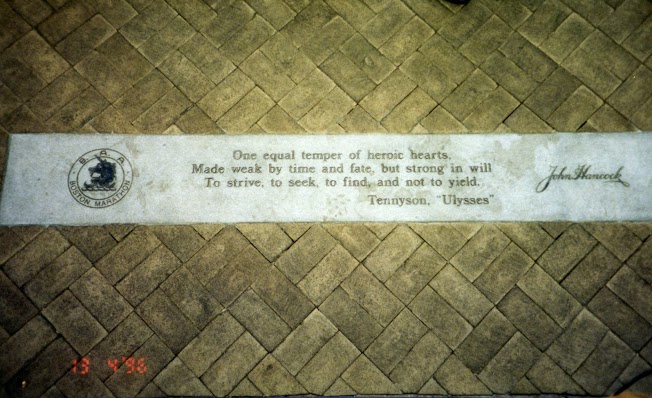 B.A.A.
BOSTON MARATHON
One equal temper of heroic hearts,
Made weak by time and fate, but strong in will
To strive, to seek, to find, and not to yield.
Tennyson, "Ulysses"
John Hancock
13 4 '96